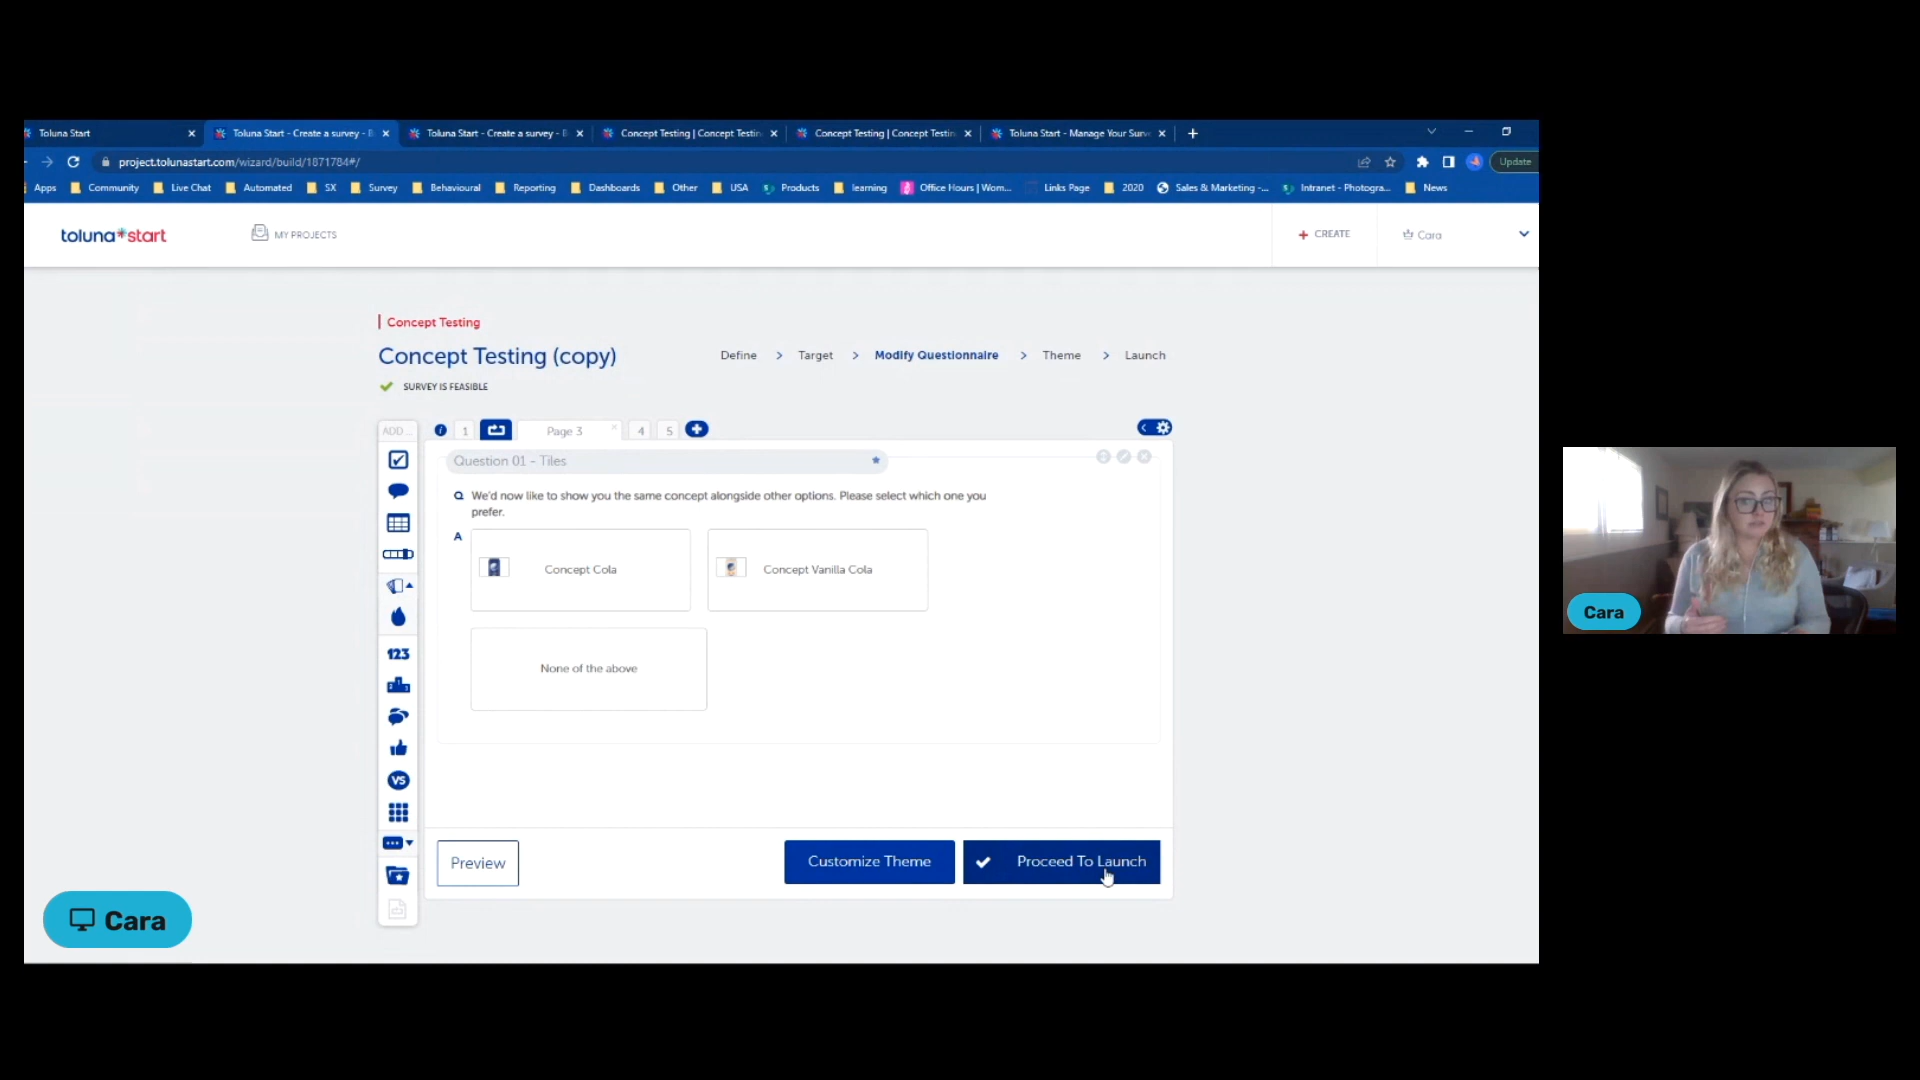 Toluna Start
Toluna Start - Create a survey - B
Toluna Start - Create a survey - B
Concept Testing | Concept Testin
Concept Testing | Concept Testin
Toluna Start - Manage Your Surv
project.tolunastart.com/wizard/build/1871784#/
Update
Apps
Community
Live Chat
Automated
SX
Survey
Behavioural
Reporting
Dashboards
Other
USA
Products
learning
Office Hours | Wom...
Links Page
2020
Sales & Marketing -...
Intranet - Photogra...
News
toluna*start
MY PROJECTS
+ CREATE
Cara
Concept Testing
Concept Testing (copy)
Define > Target > Modify Questionnaire > Theme > Launch
SURVEY IS FEASIBLE
ADD...
1
Page 3
4
5
Question 01 - Tiles
Q We'd now like to show you the same concept alongside other options. Please select which one you
prefer.
A
Concept Cola
Concept Vanilla Cola
None of the above
123
VS
Preview
Customize Theme
Proceed To Launch
Cara
Cara